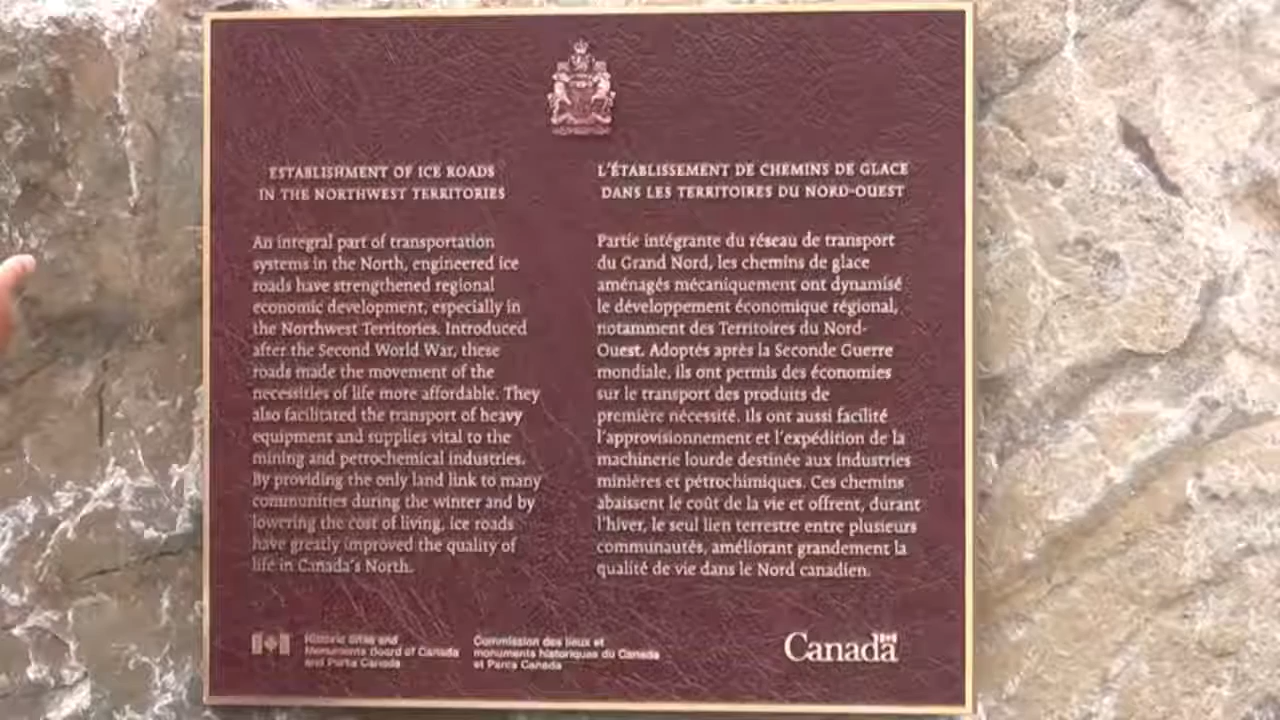 ESTABLISHMENT OF ICE ROADS
IN THE NORTHWEST TERRITORIES
An integral part of transportation
systems in the North, engineered ice
roads have strengthened regional
economic development, especially in
the Northwest Territories. Introduced
after the Second World War, these
roads made the movement of the
necessities of life more affordable. They
also facilitated the transport of heavy
equipment and supplies vital to the
mining and petrochemical industries.
By providing the only land link to many
communities during the winter and by
lowering the cost of living, ice roads
have greatly improved the quality of
life in Canada's North.
L'ÉTABLISSEMENT DE CHEMINS DE GLACE
DANS LES TERRITOIRES DU NORD-OUEST
Partie intégrante du réseau de transport
du Grand Nord, les chemins de glace
aménagés mécaniquement ont dynamisé
le développement économique régional,
notamment des Territoires du Nord-
Ouest. Adoptés après la Seconde Guerre
mondiale, ils ont permis des économies
sur le transport des produits de
première nécessité. Ils ont aussi facilité
l'approvisionnement et l'expédition de la
machinerie lourde destinée aux industries
minières et pétrochimiques. Ces chemins
abaissent le coût de la vie et offrent, durant
l'hiver, le seul lien terrestre entre plusieurs
communautés, améliorant grandement la
qualité de vie dans le Nord canadien.
Historic Sites and
Monuments Board of Canada
and Parks Canada
Commission des lieux et
monuments historiques du Canada
et Parcs Canada
Canada